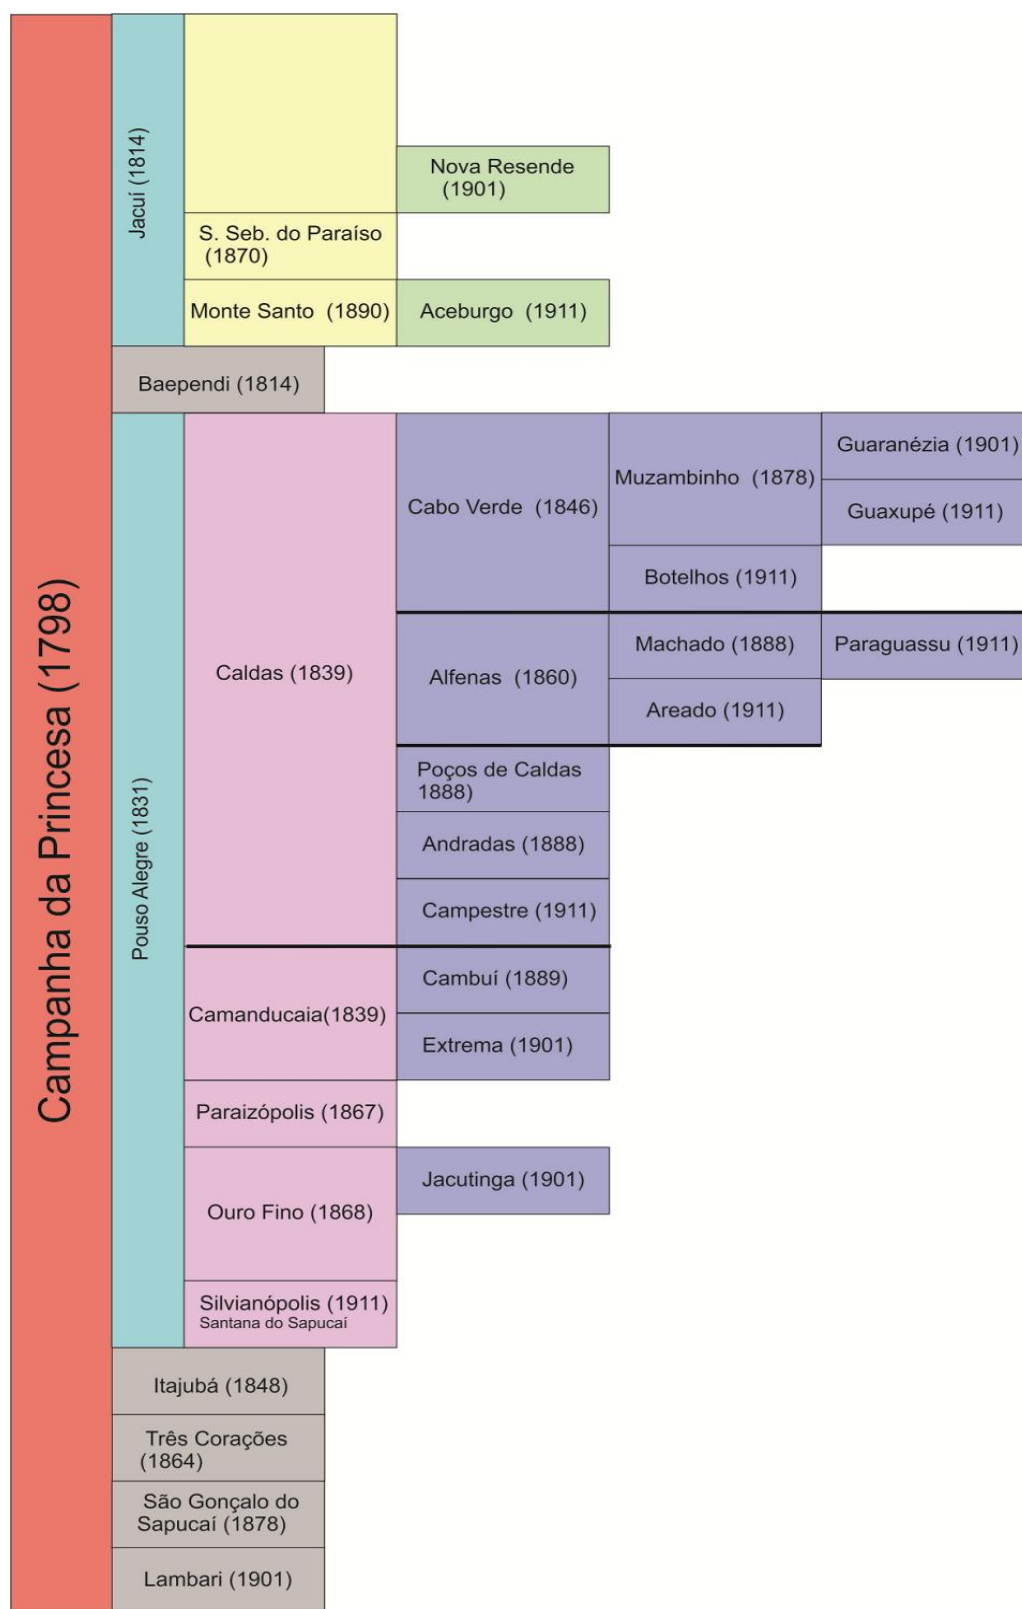 Campanha da Princesa (1798)
Jacuí (1814)
Nova Resende
(1901)
S. Seb. do Paraíso
(1870)
Monte Santo (1890)
Aceburgo (1911)
Baependi (1814)
Pouso Alegre (1831)
Caldas (1839)
Cabo Verde (1846)
Muzambinho (1878)
Guaranézia (1901)
Guaxupé (1911)
Botelhos (1911)
Alfenas (1860)
Machado (1888)
Paraguassu (1911)
Areado (1911)
Poços de Caldas
1888)
Andradas (1888)
Campestre (1911)
Camanducaia(1839)
Cambuí (1889)
Extrema (1901)
Paraizópolis (1867)
Ouro Fino (1868)
Jacutinga (1901)
Silvianópolis (1911)
Santana do Sapucaí
Itajubá (1848)
Três Corações
(1864)
São Gonçalo do
Sapucaí (1878)
Lambari (1901)